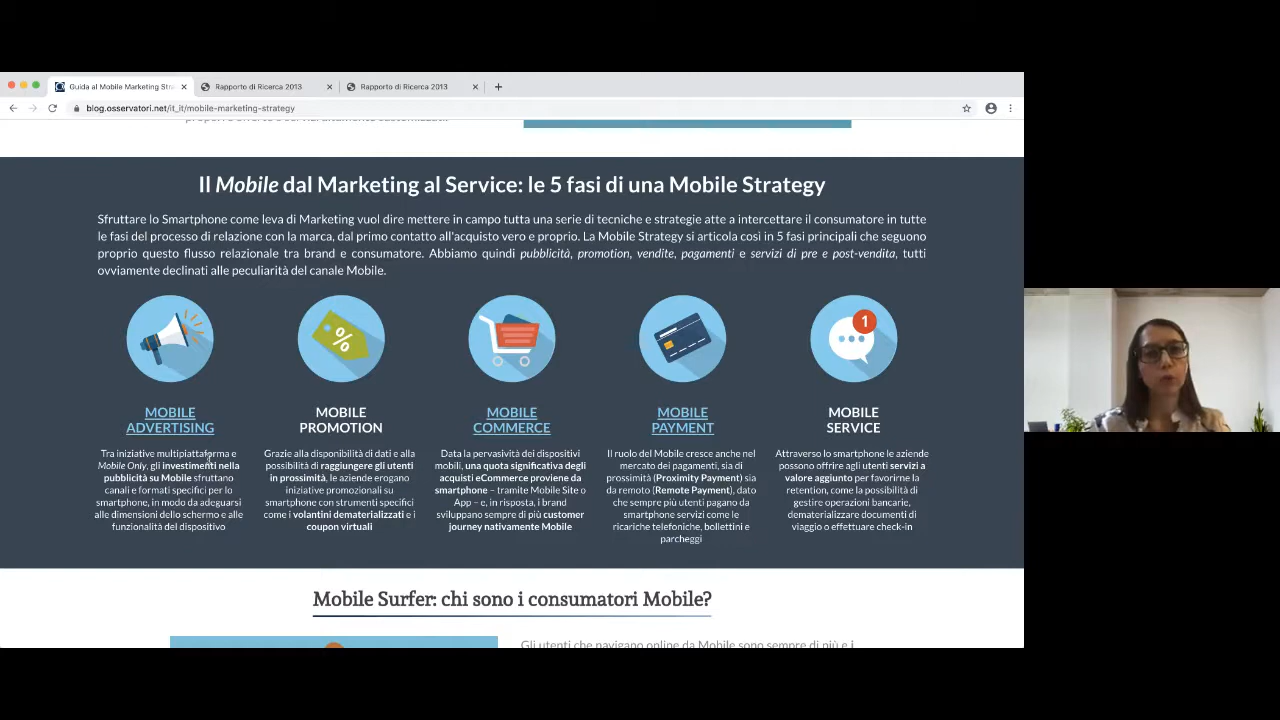 Guida al Mobile Marketing Stra
Rapporto di Ricerca 2013
Rapporto di Ricerca 2013
blog.osservatori.net/it_it/mobile-marketing-strategy
Il Mobile dal Marketing al Service: le 5 fasi di una Mobile Strategy
Sfruttare lo Smartphone come leva di Marketing vuol dire mettere in campo tutta una serie di tecniche e strategie atte a intercettare il consumatore in tutte
le fasi del processo di relazione con la marca, dal primo contatto all'acquisto vero e proprio. La Mobile Strategy si articola così in 5 fasi principali che seguono
proprio questo flusso relazionale tra brand e consumatore. Abbiamo quindi pubblicità, promotion, vendite, pagamenti e servizi di pre e post-vendita, tutti
ovviamente declinati alle peculiarità del canale Mobile.
%
1
MOBILE
ADVERTISING
Tra iniziative multipiattaforma e
Mobile Only, gli investimenti nella
pubblicità su Mobile sfruttano
canali e formati specifici per lo
smartphone, in modo da adeguarsi
alle dimensioni dello schermo e alle
funzionalità del dispositivo
MOBILE
PROMOTION
Grazie alla disponibilità di dati e alla
possibilità di raggiungere gli utenti
in prossimità, le aziende erogano
iniziative promozionali su
smartphone con strumenti specifici
come i volantini dematerializzati e i
coupon virtuali
MOBILE
COMMERCE
Data la pervasività dei dispositivi
mobili, una quota significativa degli
acquisti eCommerce proviene da
smartphone – tramite Mobile Site o
App – e, in risposta, i brand
sviluppano sempre di più customer
journey nativamente Mobile
MOBILE
PAYMENT
Il ruolo del Mobile cresce anche nel
mercato dei pagamenti, sia di
prossimità (Proximity Payment) sia
da remoto (Remote Payment), dato
che sempre più utenti pagano da
smartphone servizi come le
ricariche telefoniche, bollettini e
parcheggi
MOBILE
SERVICE
Attraverso lo smartphone le aziende
possono offrire agli utenti servizi a
valore aggiunto per favorirne la
retention, come la possibilità di
gestire operazioni bancarie,
dematerializzare documenti di
viaggio o effettuare check-in
Mobile Surfer: chi sono i consumatori Mobile?
Gli utenti che navigano online da Mobile sono sempre di più e i